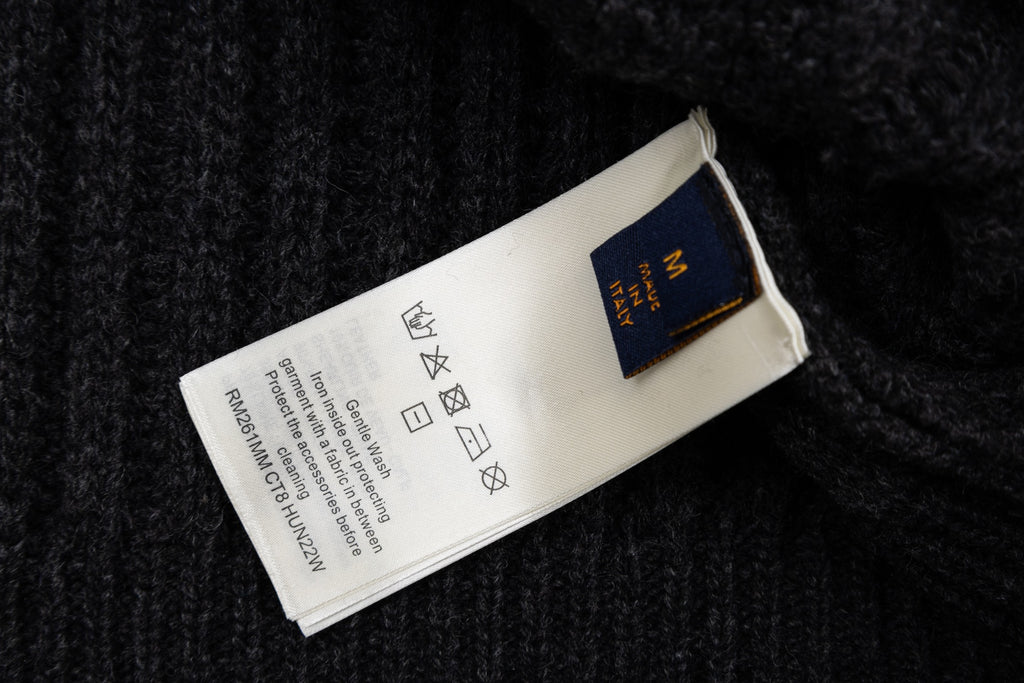 M
MADE
IN
ITALY
Gentle Wash
Iron inside out protecting
garment with a fabric in between
Protect the accessories before
cleaning
RM261MM CT8 HUN22W